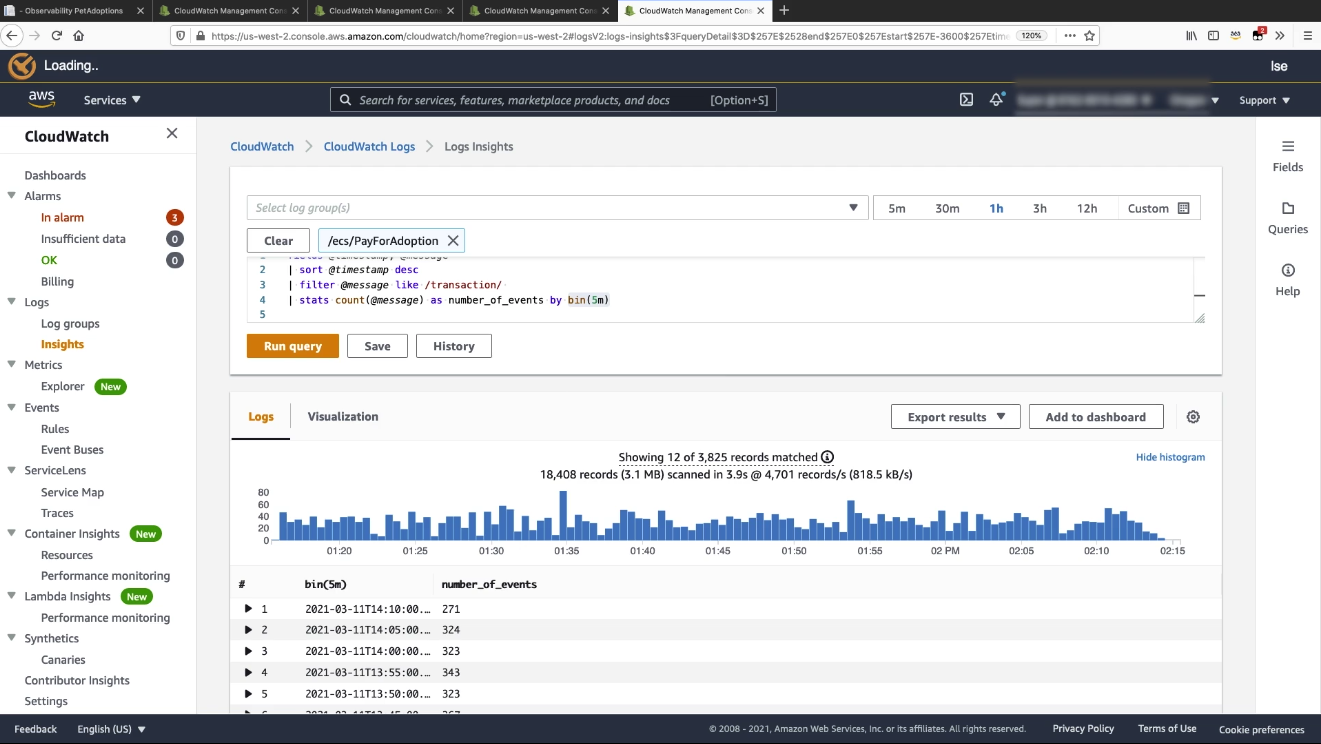 - Observability PetAdoptions
CloudWatch Management Con
CloudWatch Management Con
CloudWatch Management Con
CloudWatch Management Con
https://us-west-2.console.aws.amazon.com/cloudwatch/home?region=us-west-2#logsV2:logs-insights$3FqueryDetail$3D$257E$2528end$257E0$257Estart$257E-3600$257Etime
120%
2
Loading..
Ise
aws
Services
Search for services, features, marketplace products, and docs
[Option+S]
Support
CloudWatch
Dashboards
Alarms
In alarm 3
Insufficient data 0
OK 0
Billing
Logs
Log groups
Insights
Metrics
Explorer New
Events
Rules
Event Buses
ServiceLens
Service Map
Traces
Container Insights New
Resources
Performance monitoring
Lambda Insights New
Performance monitoring
Synthetics
Canaries
Contributor Insights
Settings
CloudWatch
CloudWatch Logs
Logs Insights
Select log group(s)
5m 30m 1h 3h 12h Custom
Clear
/ecs/PayForAdoption
2 | sort @timestamp desc
3 | filter @message like /transaction/
4 | stats count(@message) as number_of_events by bin(5m)
5
Run query
Save
History
Logs
Visualization
Export results
Add to dashboard
Showing 12 of 3,825 records matched
18,408 records (3.1 MB) scanned in 3.9s @ 4,701 records/s (818.5 kB/s)
Hide histogram
80
60
40
20
0
01:20 01:25 01:30 01:35 01:40 01:45 01:50 01:55 02 PM 02:05 02:10 02:15
# bin(5m) number_of_events
1 2021-03-11T14:10:00.… 271
2 2021-03-11T14:05:00.… 324
3 2021-03-11T14:00:00.… 323
4 2021-03-11T13:55:00.… 343
5 2021-03-11T13:50:00.… 323
Fields
Queries
Help
Feedback
English (US)
© 2008 - 2021, Amazon Web Services, Inc. or its affiliates. All rights reserved.
Privacy Policy
Terms of Use
Cookie preferences